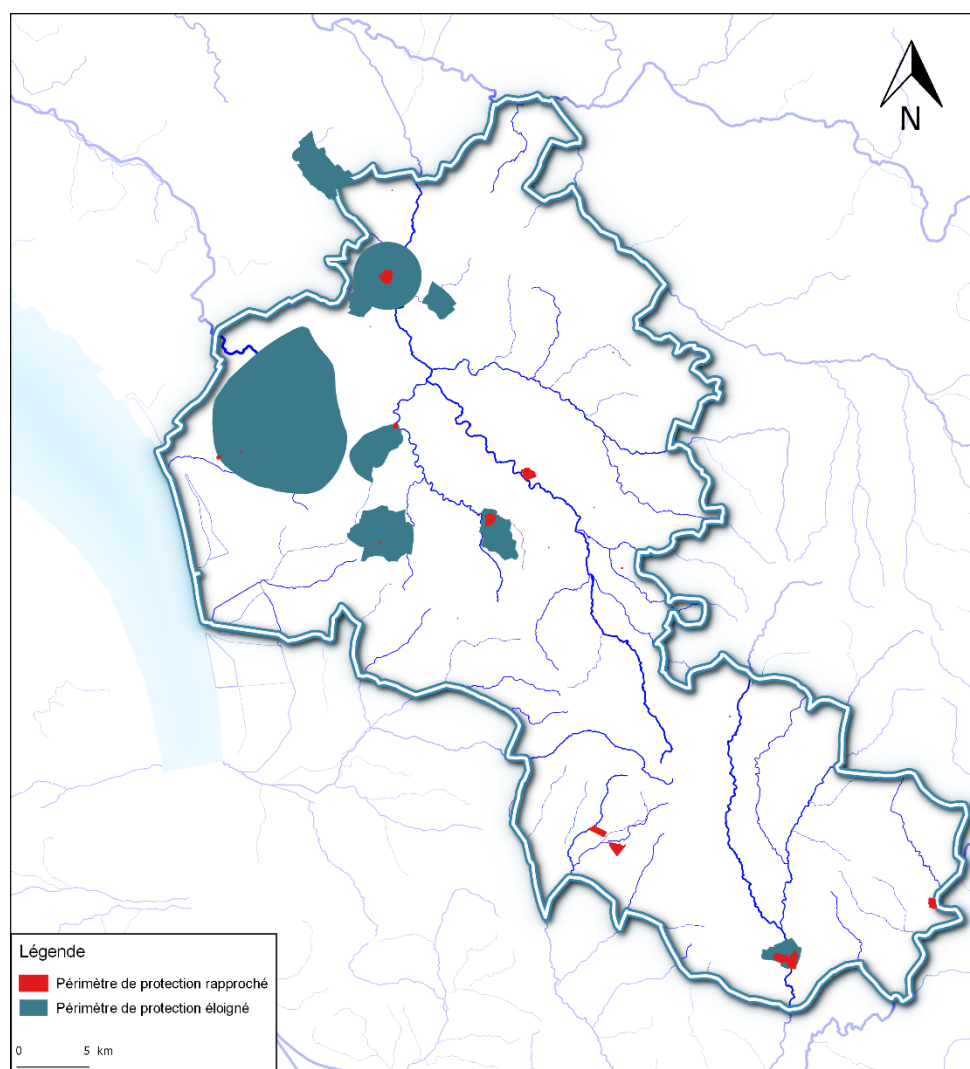 N
Légende
Périmètre de protection rapproché
Périmètre de protection éloigné
0 5 km